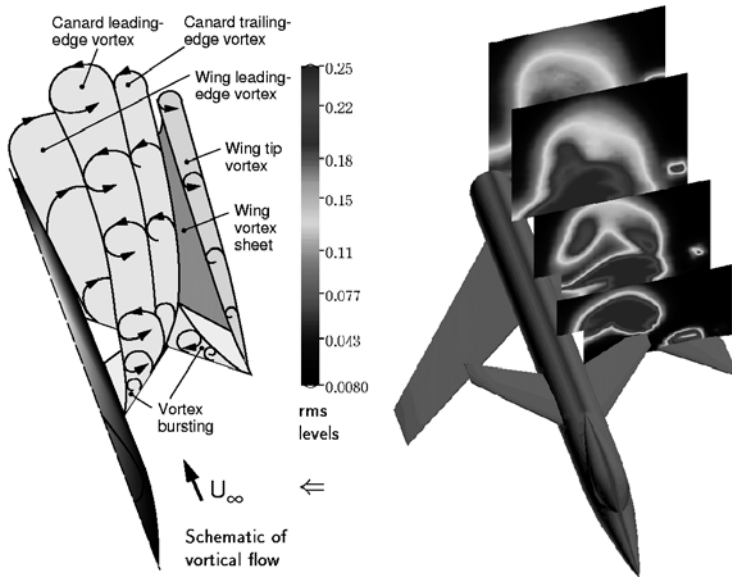 Canard leading-
edge vortex
Canard trailing-
edge vortex
Wing leading-
edge vortex
Wing tip
vortex
Wing
vortex
sheet
Vortex
bursting
U∞
⇐
Schematic of
vortical flow
0.25
0.22
0.18
0.15
0.11
0.077
0.043
0.0080
rms
levels